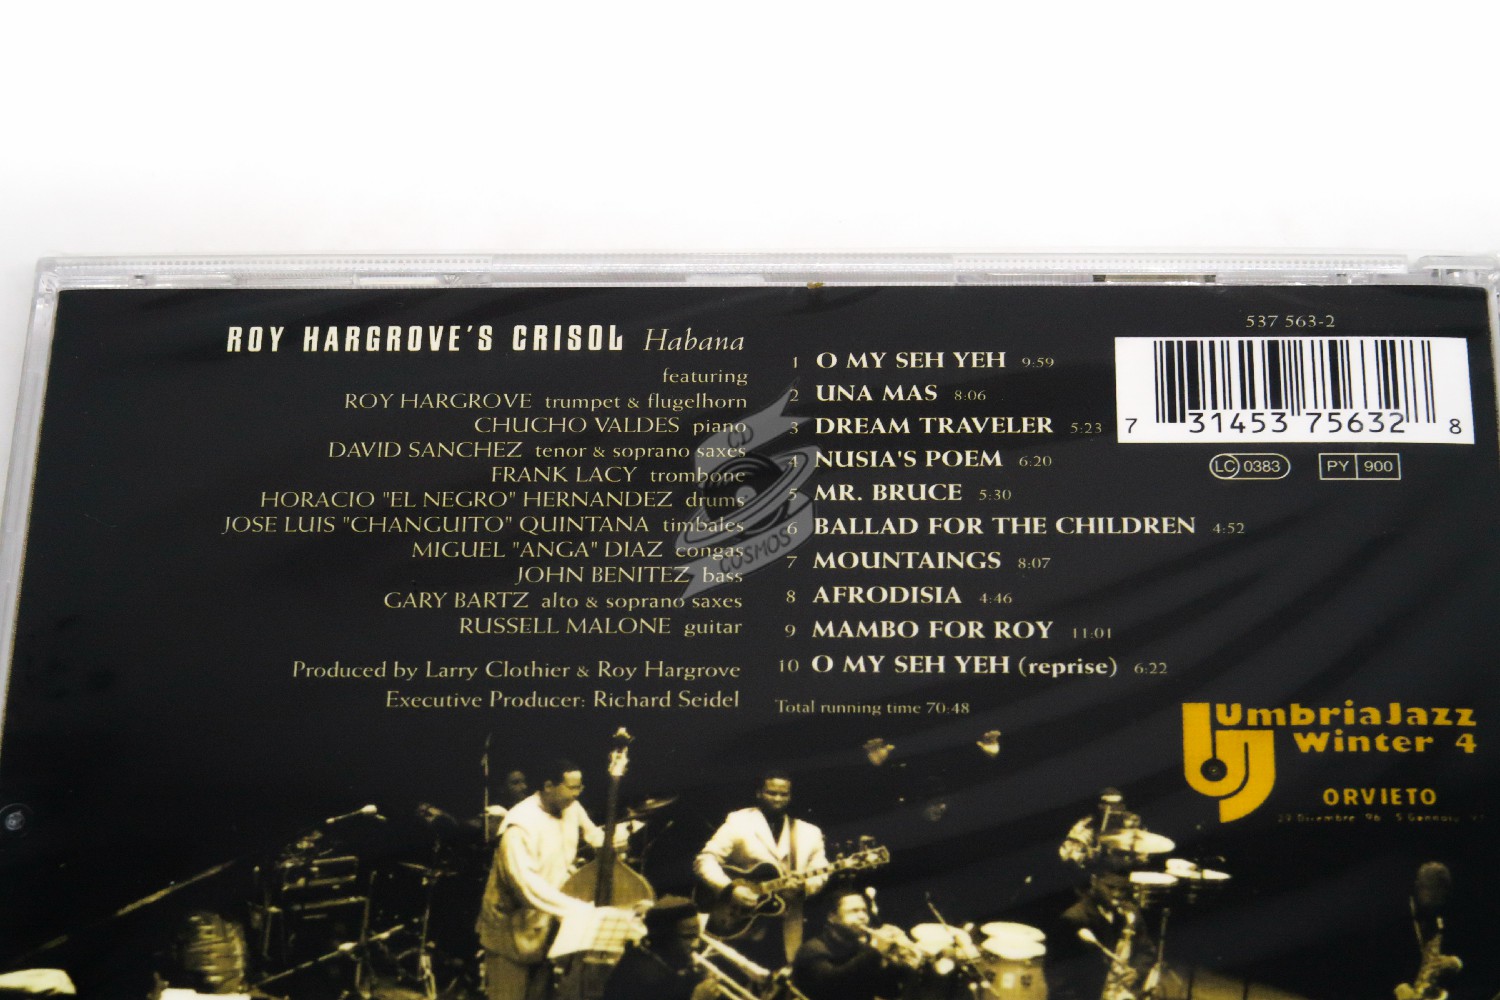 ROY HARGROVE'S CRISOL Habana
featuring
ROY HARGROVE trumpet & flugelhorn
CHUCHO VALDES piano
DAVID SANCHEZ tenor & soprano saxes
FRANK LACY trombone
HORACIO "EL NEGRO" HERNANDEZ drums
JOSE LUIS "CHANGUITO" QUINTANA timbales
MIGUEL "ANGA" DIAZ congas
JOHN BENITEZ bass
GARY BARTZ alto & soprano saxes
RUSSELL MALONE guitar
Produced by Larry Clothier & Roy Hargrove
Executive Producer: Richard Seidel
1 O MY SEH YEH 9:59
2 UNA MAS 8:06
3 DREAM TRAVELER 5:23
4 NUSIA'S POEM 6:20
5 MR. BRUCE 5:30
6 BALLAD FOR THE CHILDREN 4:52
7 MOUNTAINGS 8:07
8 AFRODISIA 4:46
9 MAMBO FOR ROY 11:01
10 O MY SEH YEH (reprise) 6:22
Total running time 70:48
537 563-2
7 31453 75632 8
LC 0383 PY 900
UmbriaJazz
Winter 4
ORVIETO
Dicembre 96 5 Gennaio
CD
COSMOS